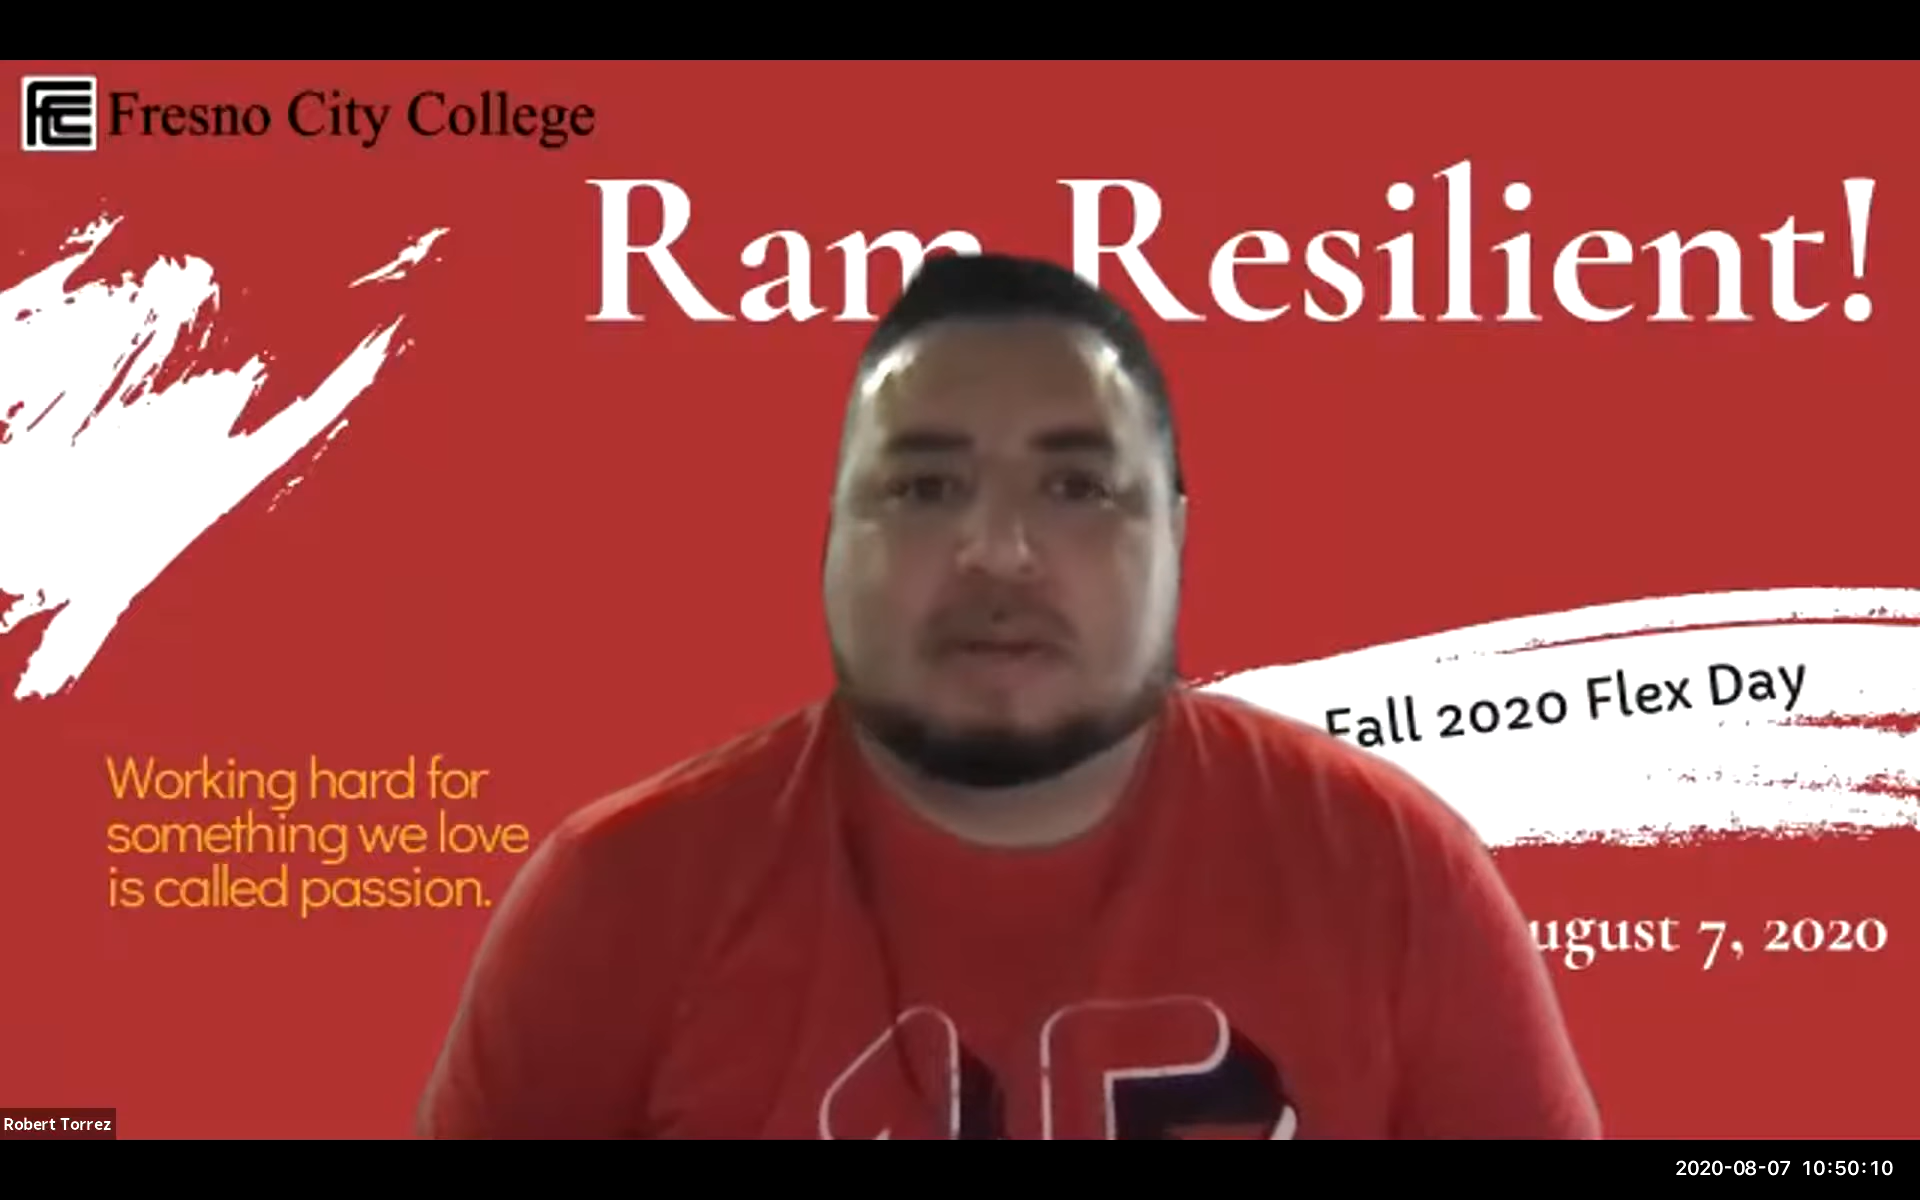 Fresno City College
Ram Resilient!
Fall 2020 Flex Day
Working hard for
something we love
is called passion.
ugust 7, 2020
Robert Torrez
2020-08-07 10:50:10